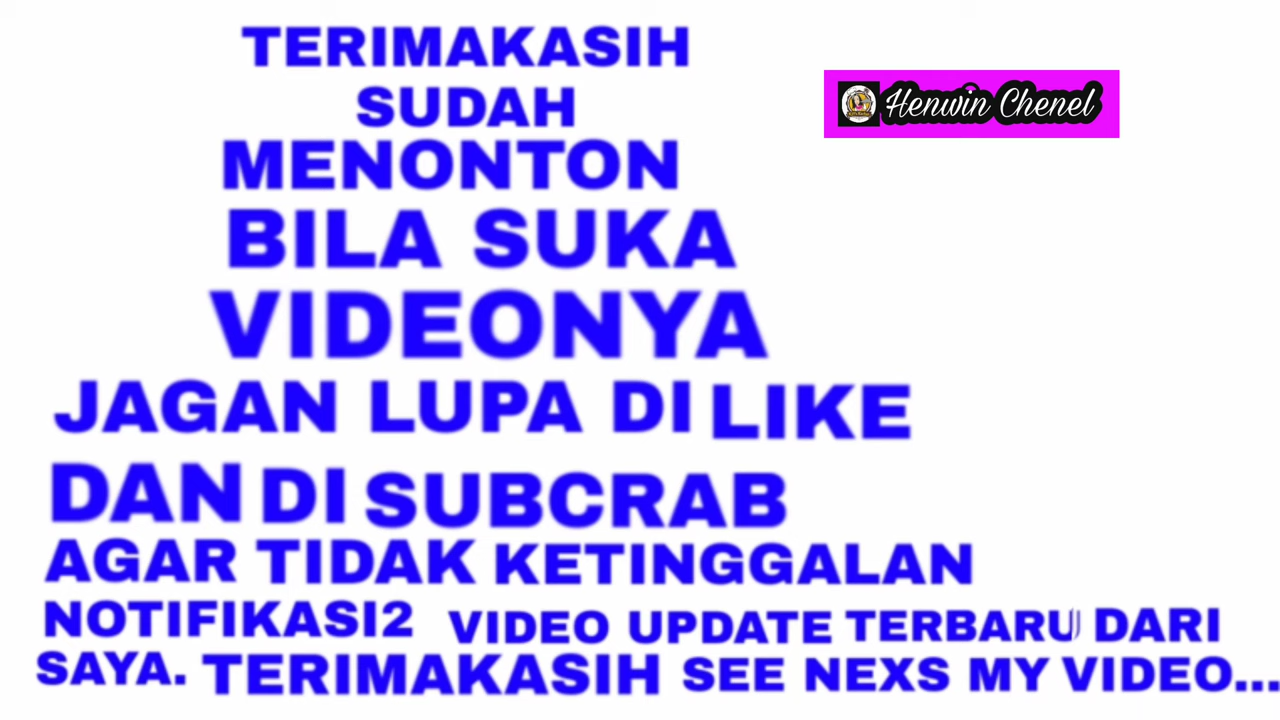 TERIMAKASIH
SUDAH
MENONTON
BILA SUKA
VIDEONYA
JAGAN LUPA DI LIKE
DAN DI SUBCRAB
AGAR TIDAK KETINGGALAN
NOTIFIKASI2 VIDEO UPDATE TERBARU DARI
SAYA. TERIMAKASIH SEE NEXS MY VIDEO...
Henwin Chenel